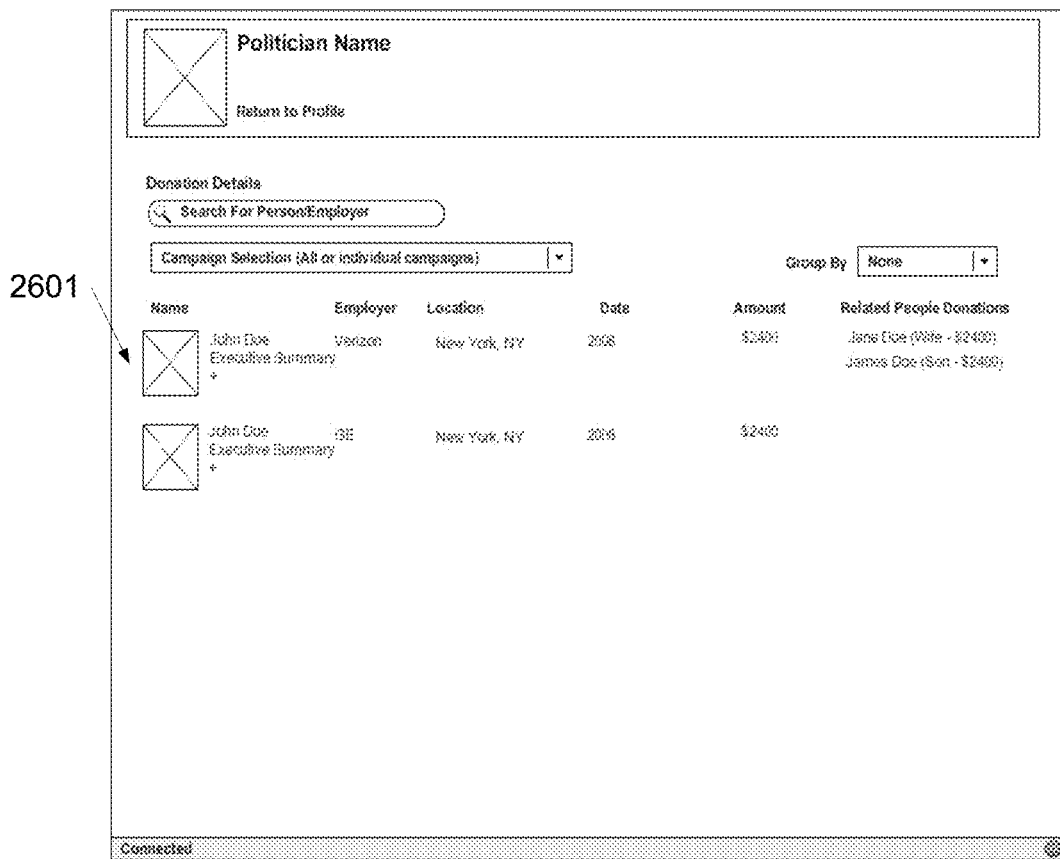 Politician Name
Return to Profile
Donation Details
Search For Person/Employer
Campaign Selection (All or individual campaigns)
Group By None
2601
Name Employer Location Date Amount Related People Donations
John Doe Verizon New York, NY $2400 Jane Doe (Wife - $2400)
Executive Summary James Doe (Son - $2400)
+
John Doe GE New York, NY $2400
Executive Summary
+
Connected